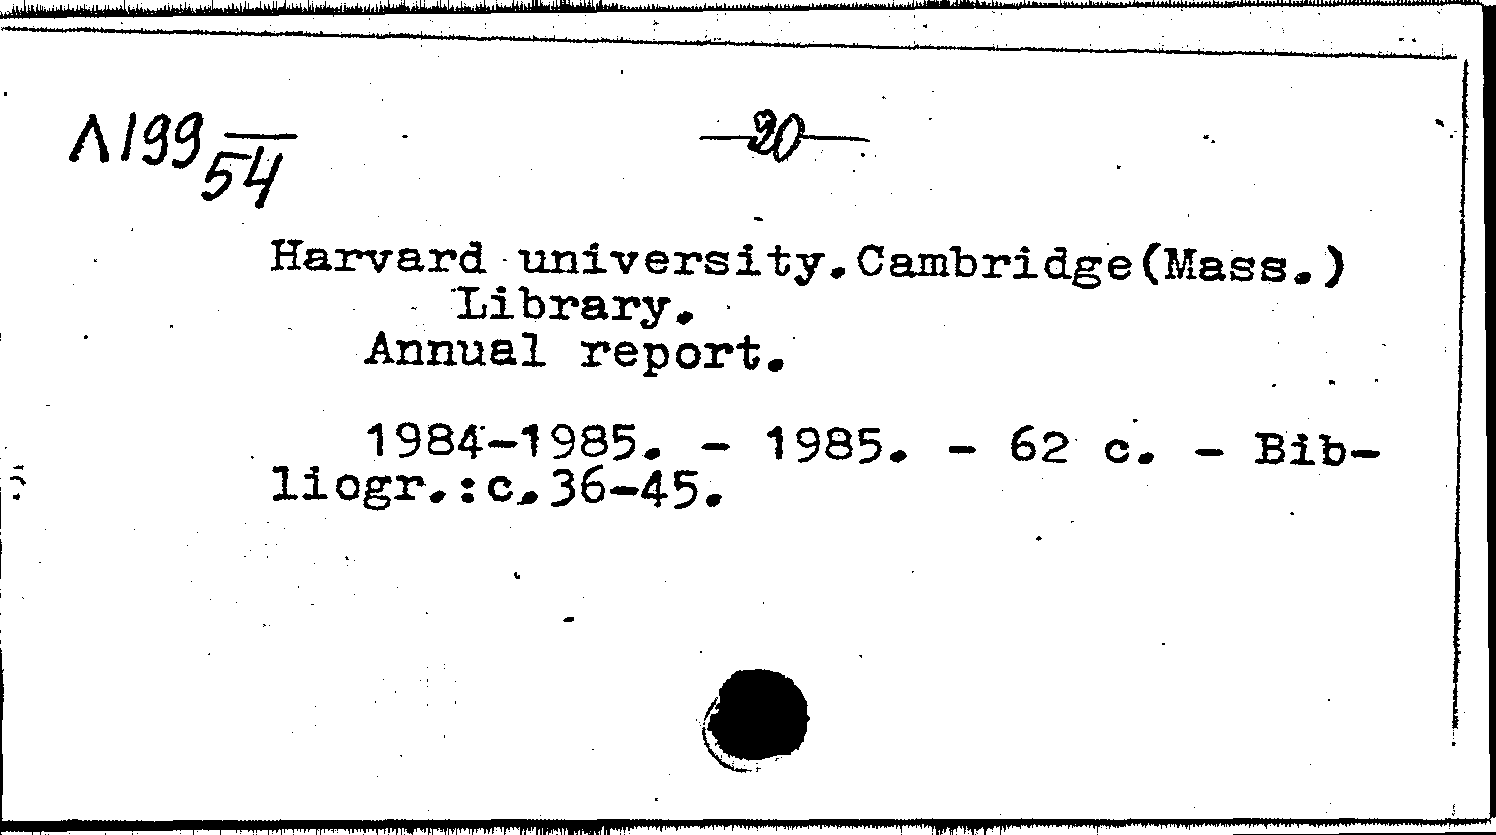 Л199
54
—20—
Harvard university.Cambridge(Mass.)
Library.
Annual report.
1984-1985. - 1985. - 62 c. - Bib-
liogr.:c.36-45.